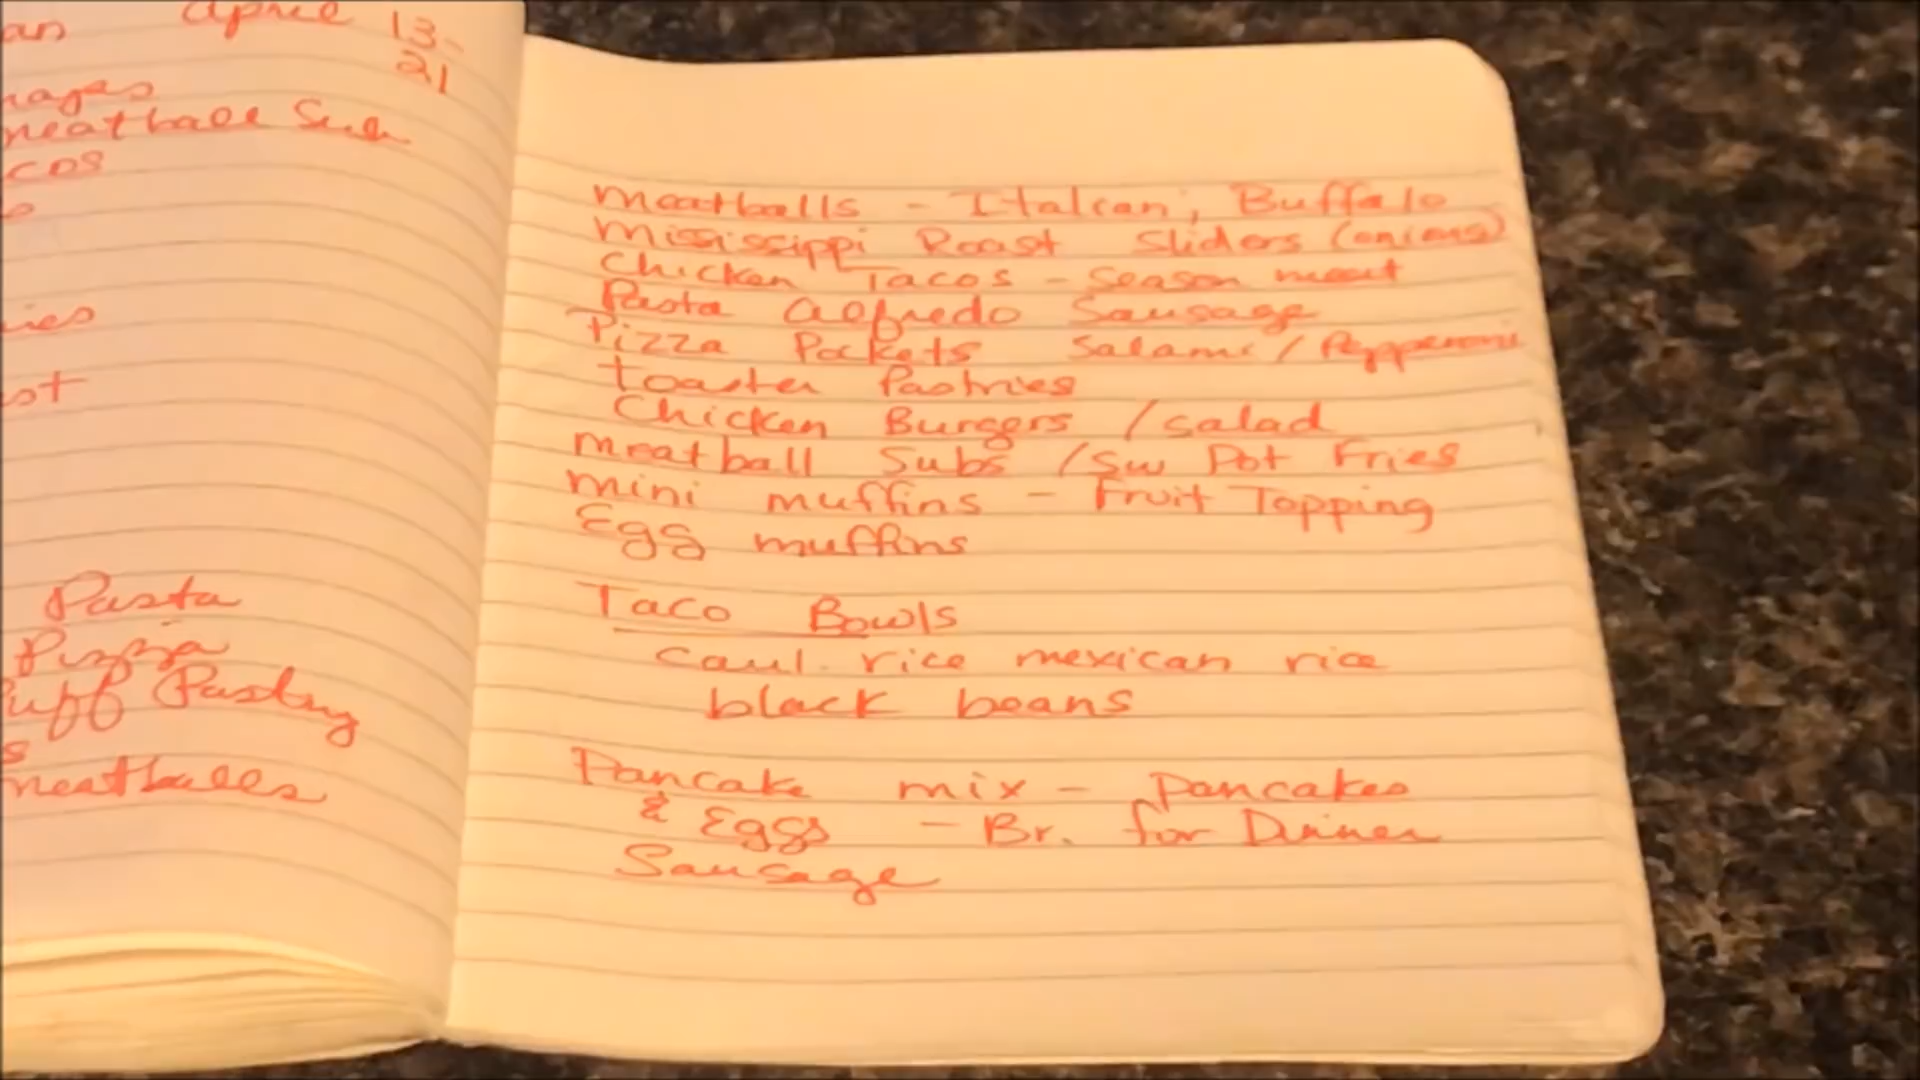 April 13-
21
meatball Sub
Pasta
Pizza
Puff Pastry
meatballs
Meatballs - Italian, Buffalo
Mississippi Roast Sliders (onions)
Chicken Tacos - season meat
Pasta Alfredo Sausage
Pizza Pockets Salami / Pepperoni
toaster Pastries
Chicken Burgers / salad
Meatball Subs / Sw Pot Fries
mini muffins - Fruit Topping
Egg muffins
Taco Bowls
caul. rice mexican rice
black beans
Pancake mix - pancakes
& Eggs - Br. for Dinner
Sausage